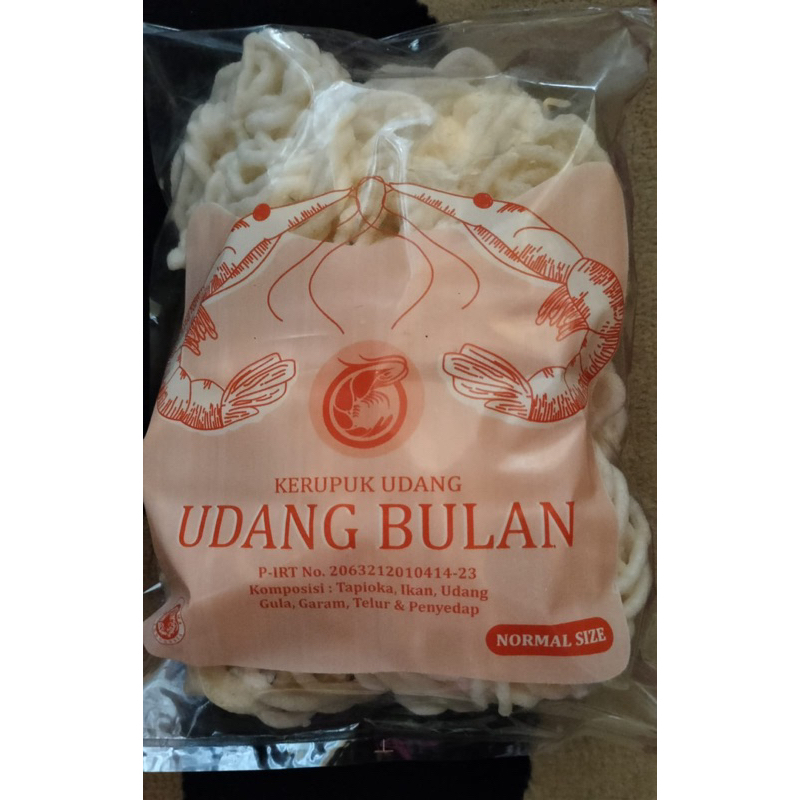 KERUPUK UDANG
UDANG BULAN
P-IRT No. 2063212010414-23
Komposisi : Tapioka, Ikan, Udang
Gula, Garam, Telur & Penyedap
NORMAL SIZE